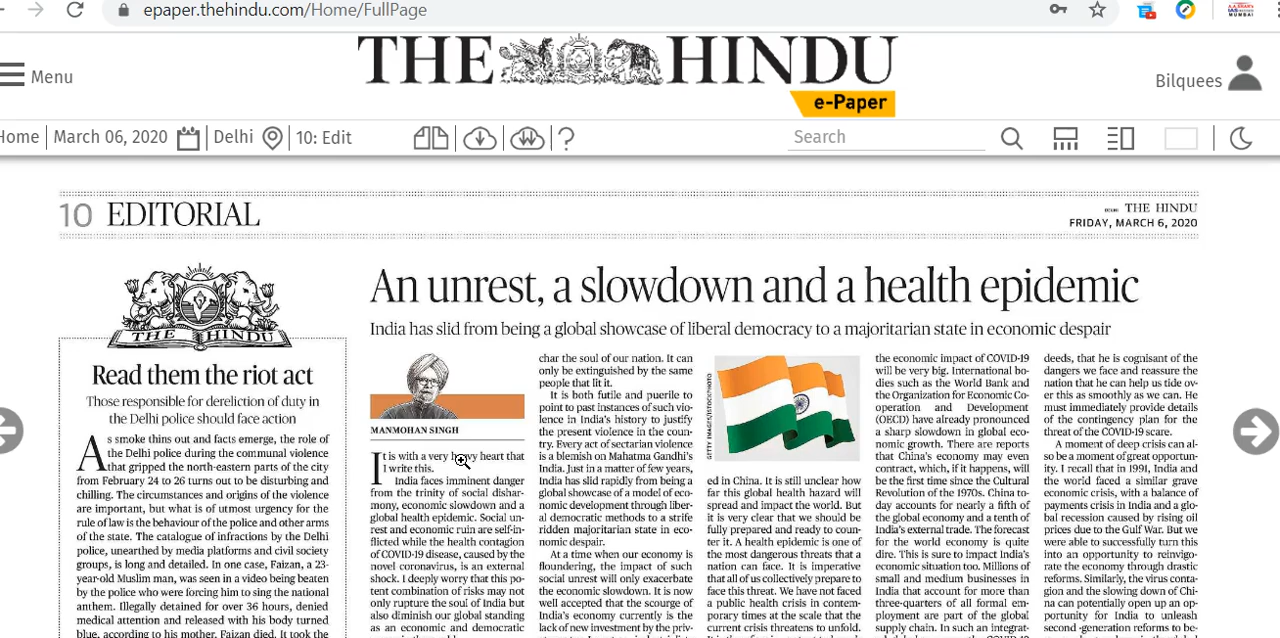 epaper.thehindu.com/Home/FullPage
THE HINDU
e-Paper
Menu
Bilquees
Home
March 06, 2020
Delhi
10: Edit
?
Search
10 EDITORIAL
THE HINDU
FRIDAY, MARCH 6, 2020
THE HINDU
Read them the riot act
Those responsible for dereliction of duty in
the Delhi police should face action
As smoke thins out and facts emerge, the role of
the Delhi police during the communal violence
that gripped the north-eastern parts of the city
from February 24 to 26 turns out to be disturbing and
chilling. The circumstances and origins of the violence
are important, but what is of utmost urgency for the
rule of law is the behaviour of the police and other arms
of the state. The catalogue of infractions by the Delhi
police, unearthed by media platforms and civil society
groups, is long and detailed. In one case, Faizan, a 23-
year-old Muslim man, was seen in a video being beaten
by the police who were forcing him to sing the national
anthem. Illegally detained for over 36 hours, denied
medical attention and released with his body turned
blue, according to his mother, Faizan died. It took the
An unrest, a slowdown and a health epidemic
India has slid from being a global showcase of liberal democracy to a majoritarian state in economic despair
MANMOHAN SINGH
It is with a very heavy heart that
I write this.
India faces imminent danger
from the trinity of social dishar-
mony, economic slowdown and a
global health epidemic. Social un-
rest and economic ruin are self-in-
flicted while the health contagion
of COVID-19 disease, caused by the
novel coronavirus, is an external
shock. I deeply worry that this po-
tent combination of risks may not
only rupture the soul of India but
also diminish our global standing
as an economic and democratic
char the soul of our nation. It can
only be extinguished by the same
people that lit it.
It is both futile and puerile to
point to past instances of such vio-
lence in India's history to justify
the present violence in the coun-
try. Every act of sectarian violence
is a blemish on Mahatma Gandhi's
India. Just in a matter of few years,
India has slid rapidly from being a
global showcase of a model of eco-
nomic development through liber-
al democratic methods to a strife
ridden majoritarian state in eco-
nomic despair.
At a time when our economy is
floundering, the impact of such
social unrest will only exacerbate
the economic slowdown. It is now
well accepted that the scourge of
India's economy currently is the
lack of new investment by the priv-
GETTY IMAGES/ISTOCKPHOTO
ed in China. It is still unclear how
far this global health hazard will
spread and impact the world. But
it is very clear that we should be
fully prepared and ready to coun-
ter it. A health epidemic is one of
the most dangerous threats that a
nation can face. It is imperative
that all of us collectively prepare to
face this threat. We have not faced
a public health crisis in contem-
porary times at the scale that the
current crisis threatens to unfold.
the economic impact of COVID-19
will be very big. International bo-
dies such as the World Bank and
the Organization for Economic Co-
operation and Development
(OECD) have already pronounced
a sharp slowdown in global eco-
nomic growth. There are reports
that China's economy may even
contract, which, if it happens, will
be the first time since the Cultural
Revolution of the 1970s. China to-
day accounts for nearly a fifth of
the global economy and a tenth of
India's external trade. The forecast
for the world economy is quite
dire. This is sure to impact India's
economic situation too. Millions of
small and medium businesses in
India that account for more than
three-quarters of all formal em-
ployment are part of the global
supply chain. In such an integrat-
deeds, that he is cognisant of the
dangers we face and reassure the
nation that he can help us tide ov-
er this as smoothly as we can. He
must immediately provide details
of the contingency plan for the
threat of the COVID-19 scare.
A moment of deep crisis can al-
so be a moment of great opportun-
ity. I recall that in 1991, India and
the world faced a similar grave
economic crisis, with a balance of
payments crisis in India and a glo-
bal recession caused by rising oil
prices due to the Gulf War. But we
were able to successfully turn this
into an opportunity to reinvigo-
rate the economy through drastic
reforms. Similarly, the virus conta-
gion and the slowing down of Chi-
na can potentially open up an op-
portunity for India to unleash
second-generation reforms to be-